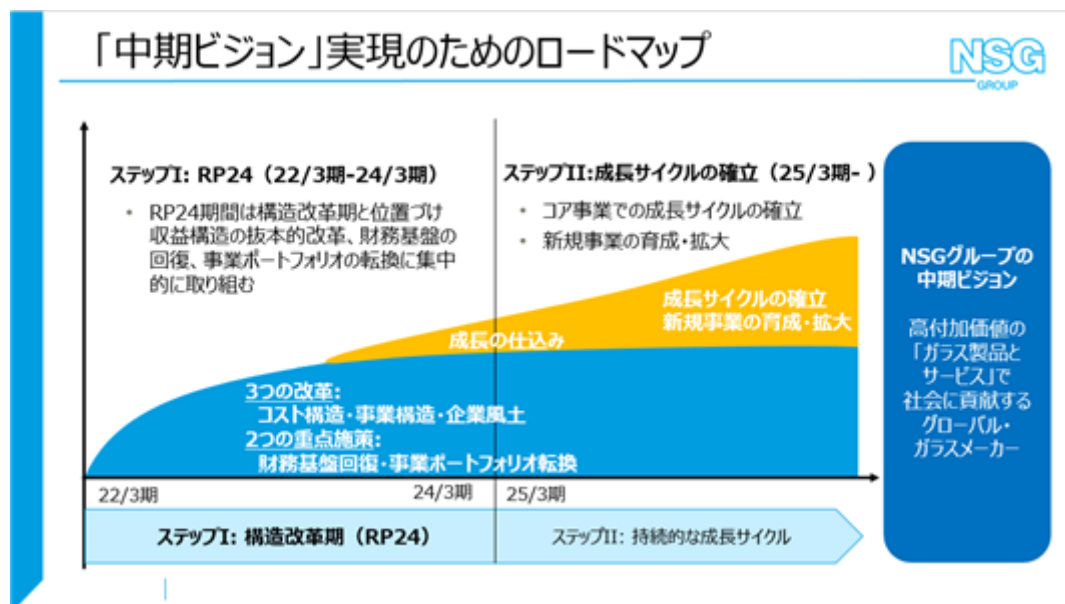 「中期ビジョン」実現のためのロードマップ
NSG
GROUP
ステップI: RP24（22/3期-24/3期）
• RP24期間は構造改革期と位置づけ
収益構造の抜本的改革、財務基盤の
回復、事業ポートフォリオの転換に集中
的に取り組む
ステップII:成長サイクルの確立（25/3期- ）
• コア事業での成長サイクルの確立
• 新規事業の育成・拡大
成長サイクルの確立
新規事業の育成・拡大
成長の仕込み
3つの改革:
コスト構造・事業構造・企業風土
2つの重点施策:
財務基盤回復・事業ポートフォリオ転換
22/3期
24/3期
25/3期
ステップI: 構造改革期（RP24）
ステップII: 持続的な成長サイクル
NSGグループの
中期ビジョン
高付加価値の
「ガラス製品と
サービス」で
社会に貢献する
グローバル・
ガラスメーカー